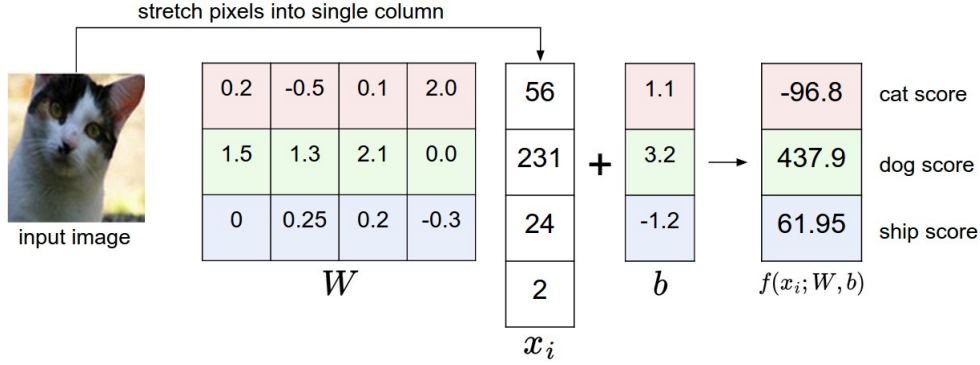 stretch pixels into single column
0.2 -0.5 0.1 2.0 56 1.1 -96.8 cat score
1.5 1.3 2.1 0.0 231 + 3.2 437.9 dog score
0 0.25 0.2 -0.3 24 -1.2 61.95 ship score
input image
W 2 b f(x_i; W, b)
x_i